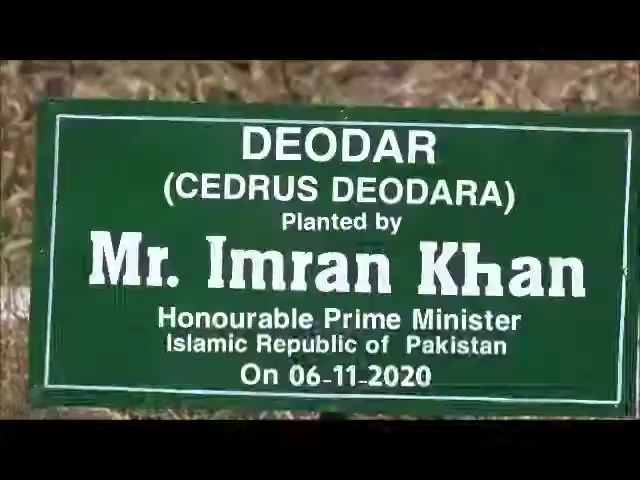 DEODAR
(CEDRUS DEODARA)
Planted by
Mr. Imran Khan
Honourable Prime Minister
Islamic Republic of Pakistan
On 06-11-2020